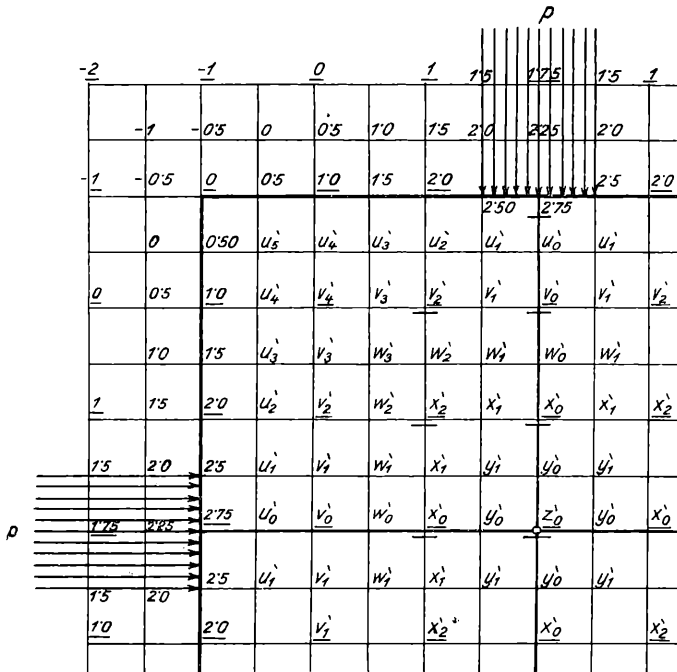 p
-2 -1 0 1 1·5 1·75 1·5 1
-1 -0·5 0 0·5 1·0 1·5 2·0 2·25 2·0
-1 -0·5 0 0·5 1·0 1·5 2·0 2·5 2·0
2·50 2·75
0 0·50 u₅` u₄` u₃` u₂` u₁` u₀` u₁`
0 0·5 1·0 u₄` v₄` v₃` v₂` v₁` v₀` v₁` v₂`
1·0 1·5 u₃` v₃` w₃` w₂` w₁` w₀` w₁`
1 1·5 2·0 u₂` v₂` w₂` x₂` x₁` x₀` x₁` x₂`
1·5 2·0 2·5 u₁` v₁` w₁` x₁` y₁` y₀` y₁`
p 1·75 2·25 2·75 u₀` v₀` w₀` x₀` y₀` z₀` y₀` x₀`
2·5 u₁` v₁` w₁` x₁` y₁` y₀` y₁`
1·5 2·0
1·0 2·0 v₁` x₂` x₀` x₂`